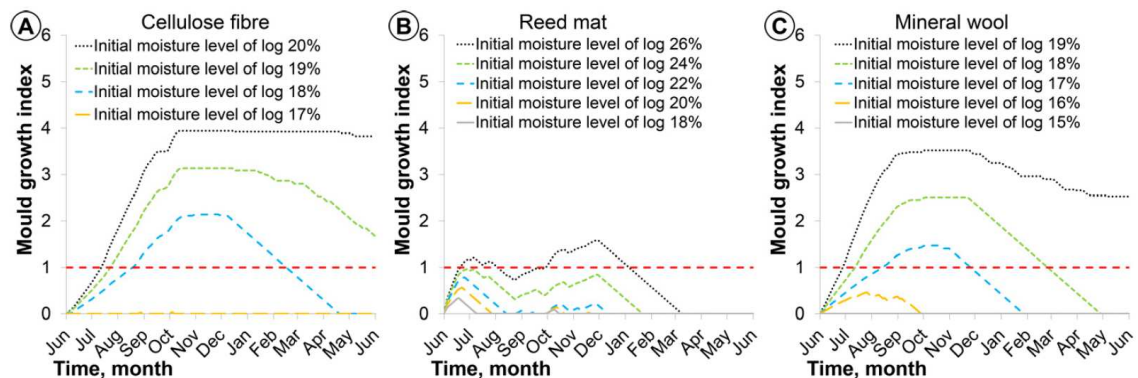 A Cellulose fibre
6
5
4
3
2
1
0
Mould growth index
Initial moisture level of log 20%
Initial moisture level of log 19%
Initial moisture level of log 18%
Initial moisture level of log 17%
Jun Jul Aug Sep Oct Nov Dec Jan Feb Mar Apr May Jun
Time, month
B Reed mat
6
5
4
3
2
1
0
Mould growth index
Initial moisture level of log 26%
Initial moisture level of log 24%
Initial moisture level of log 22%
Initial moisture level of log 20%
Initial moisture level of log 18%
Jun Jul Aug Sep Oct Nov Dec Jan Feb Mar Apr May Jun
Time, month
C Mineral wool
6
5
4
3
2
1
0
Mould growth index
Initial moisture level of log 19%
Initial moisture level of log 18%
Initial moisture level of log 17%
Initial moisture level of log 16%
Initial moisture level of log 15%
Jun Jul Aug Sep Oct Nov Dec Jan Feb Mar Apr May Jun
Time, month